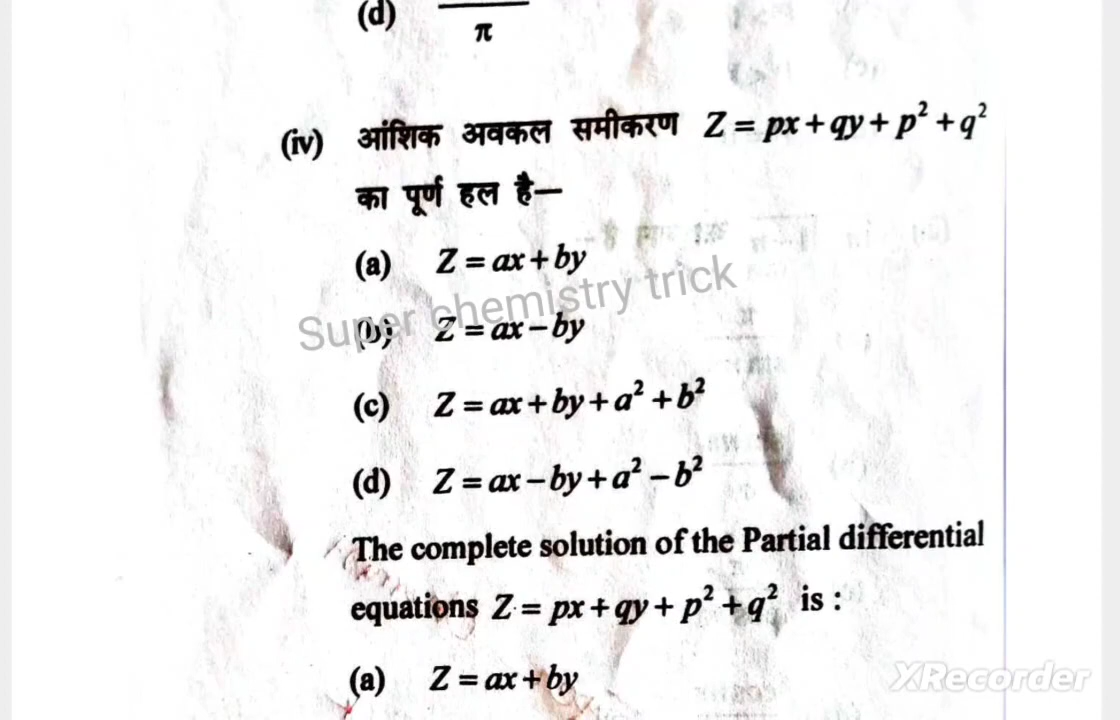 (d) π
(iv) आंशिक अवकल समीकरण Z = px + qy + p² + q²
का पूर्ण हल है—
(a) Z = ax + by
Super chemistry trick
(b) Z = ax − by
(c) Z = ax + by + a² + b²
(d) Z = ax − by + a² − b²
The complete solution of the Partial differential
equations Z = px + qy + p² + q² is :
(a) Z = ax + by
XRecorder